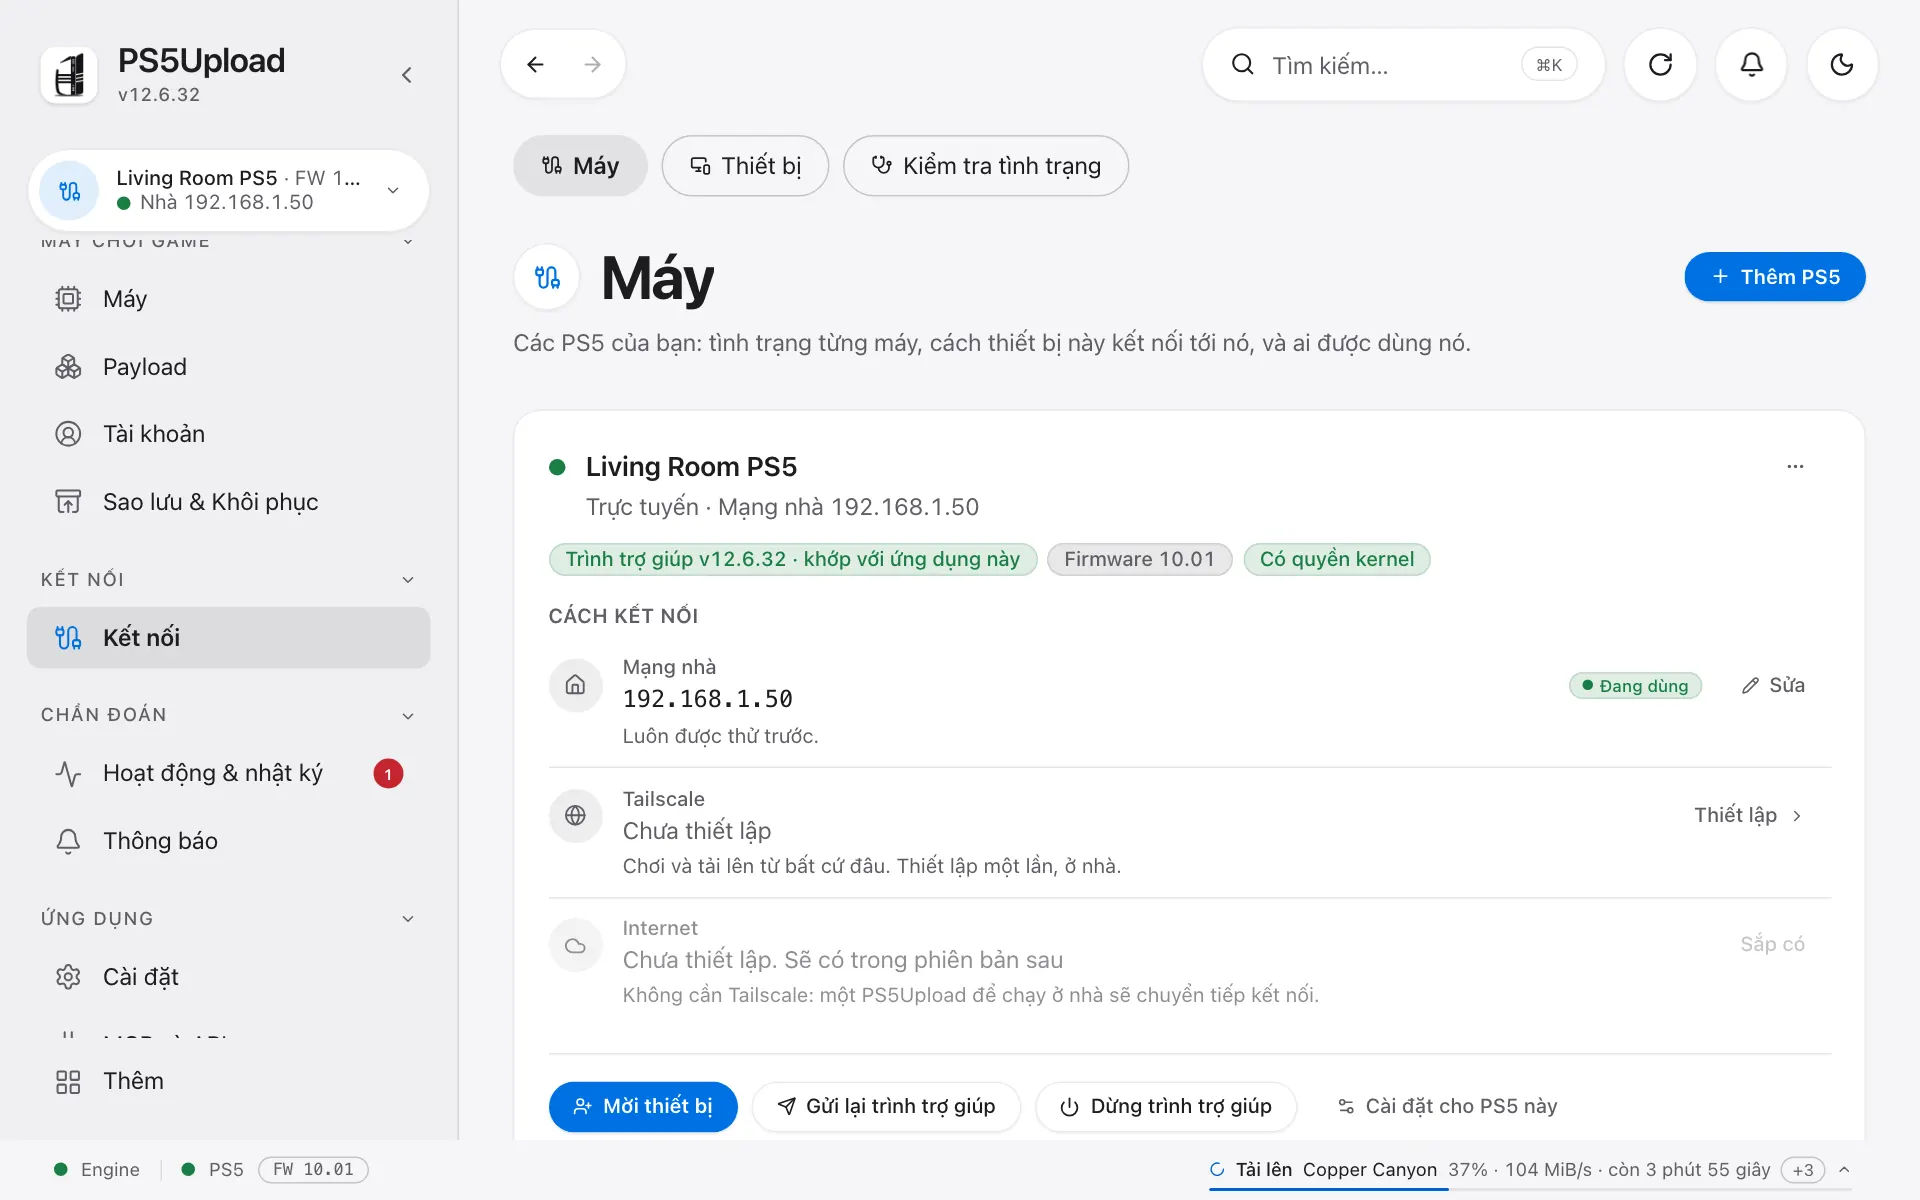 PS5Upload
v12.6.32
Living Room PS5 · FW 1...
Nhà 192.168.1.50
MÁY CHƠI GAME
Máy
Payload
Tài khoản
Sao lưu & Khôi phục
KẾT NỐI
Kết nối
CHẨN ĐOÁN
Hoạt động & nhật ký
1
Thông báo
ỨNG DỤNG
Cài đặt
Thêm
Tìm kiếm...
⌘K
Máy
Thiết bị
Kiểm tra tình trạng
Máy
Thêm PS5
Các PS5 của bạn: tình trạng từng máy, cách thiết bị này kết nối tới nó, và ai được dùng nó.
Living Room PS5
Trực tuyến · Mạng nhà 192.168.1.50
Trình trợ giúp v12.6.32 · khớp với ứng dụng này
Firmware 10.01
Có quyền kernel
CÁCH KẾT NỐI
Mạng nhà
192.168.1.50
Luôn được thử trước.
Đang dùng
Sửa
Tailscale
Chưa thiết lập
Chơi và tải lên từ bất cứ đâu. Thiết lập một lần, ở nhà.
Thiết lập
Internet
Chưa thiết lập. Sẽ có trong phiên bản sau
Không cần Tailscale: một PS5Upload để chạy ở nhà sẽ chuyển tiếp kết nối.
Sắp có
Mời thiết bị
Gửi lại trình trợ giúp
Dừng trình trợ giúp
Cài đặt cho PS5 này
Engine
PS5
FW 10.01
Tải lên Copper Canyon 37% · 104 MiB/s · còn 3 phút 55 giây
+3